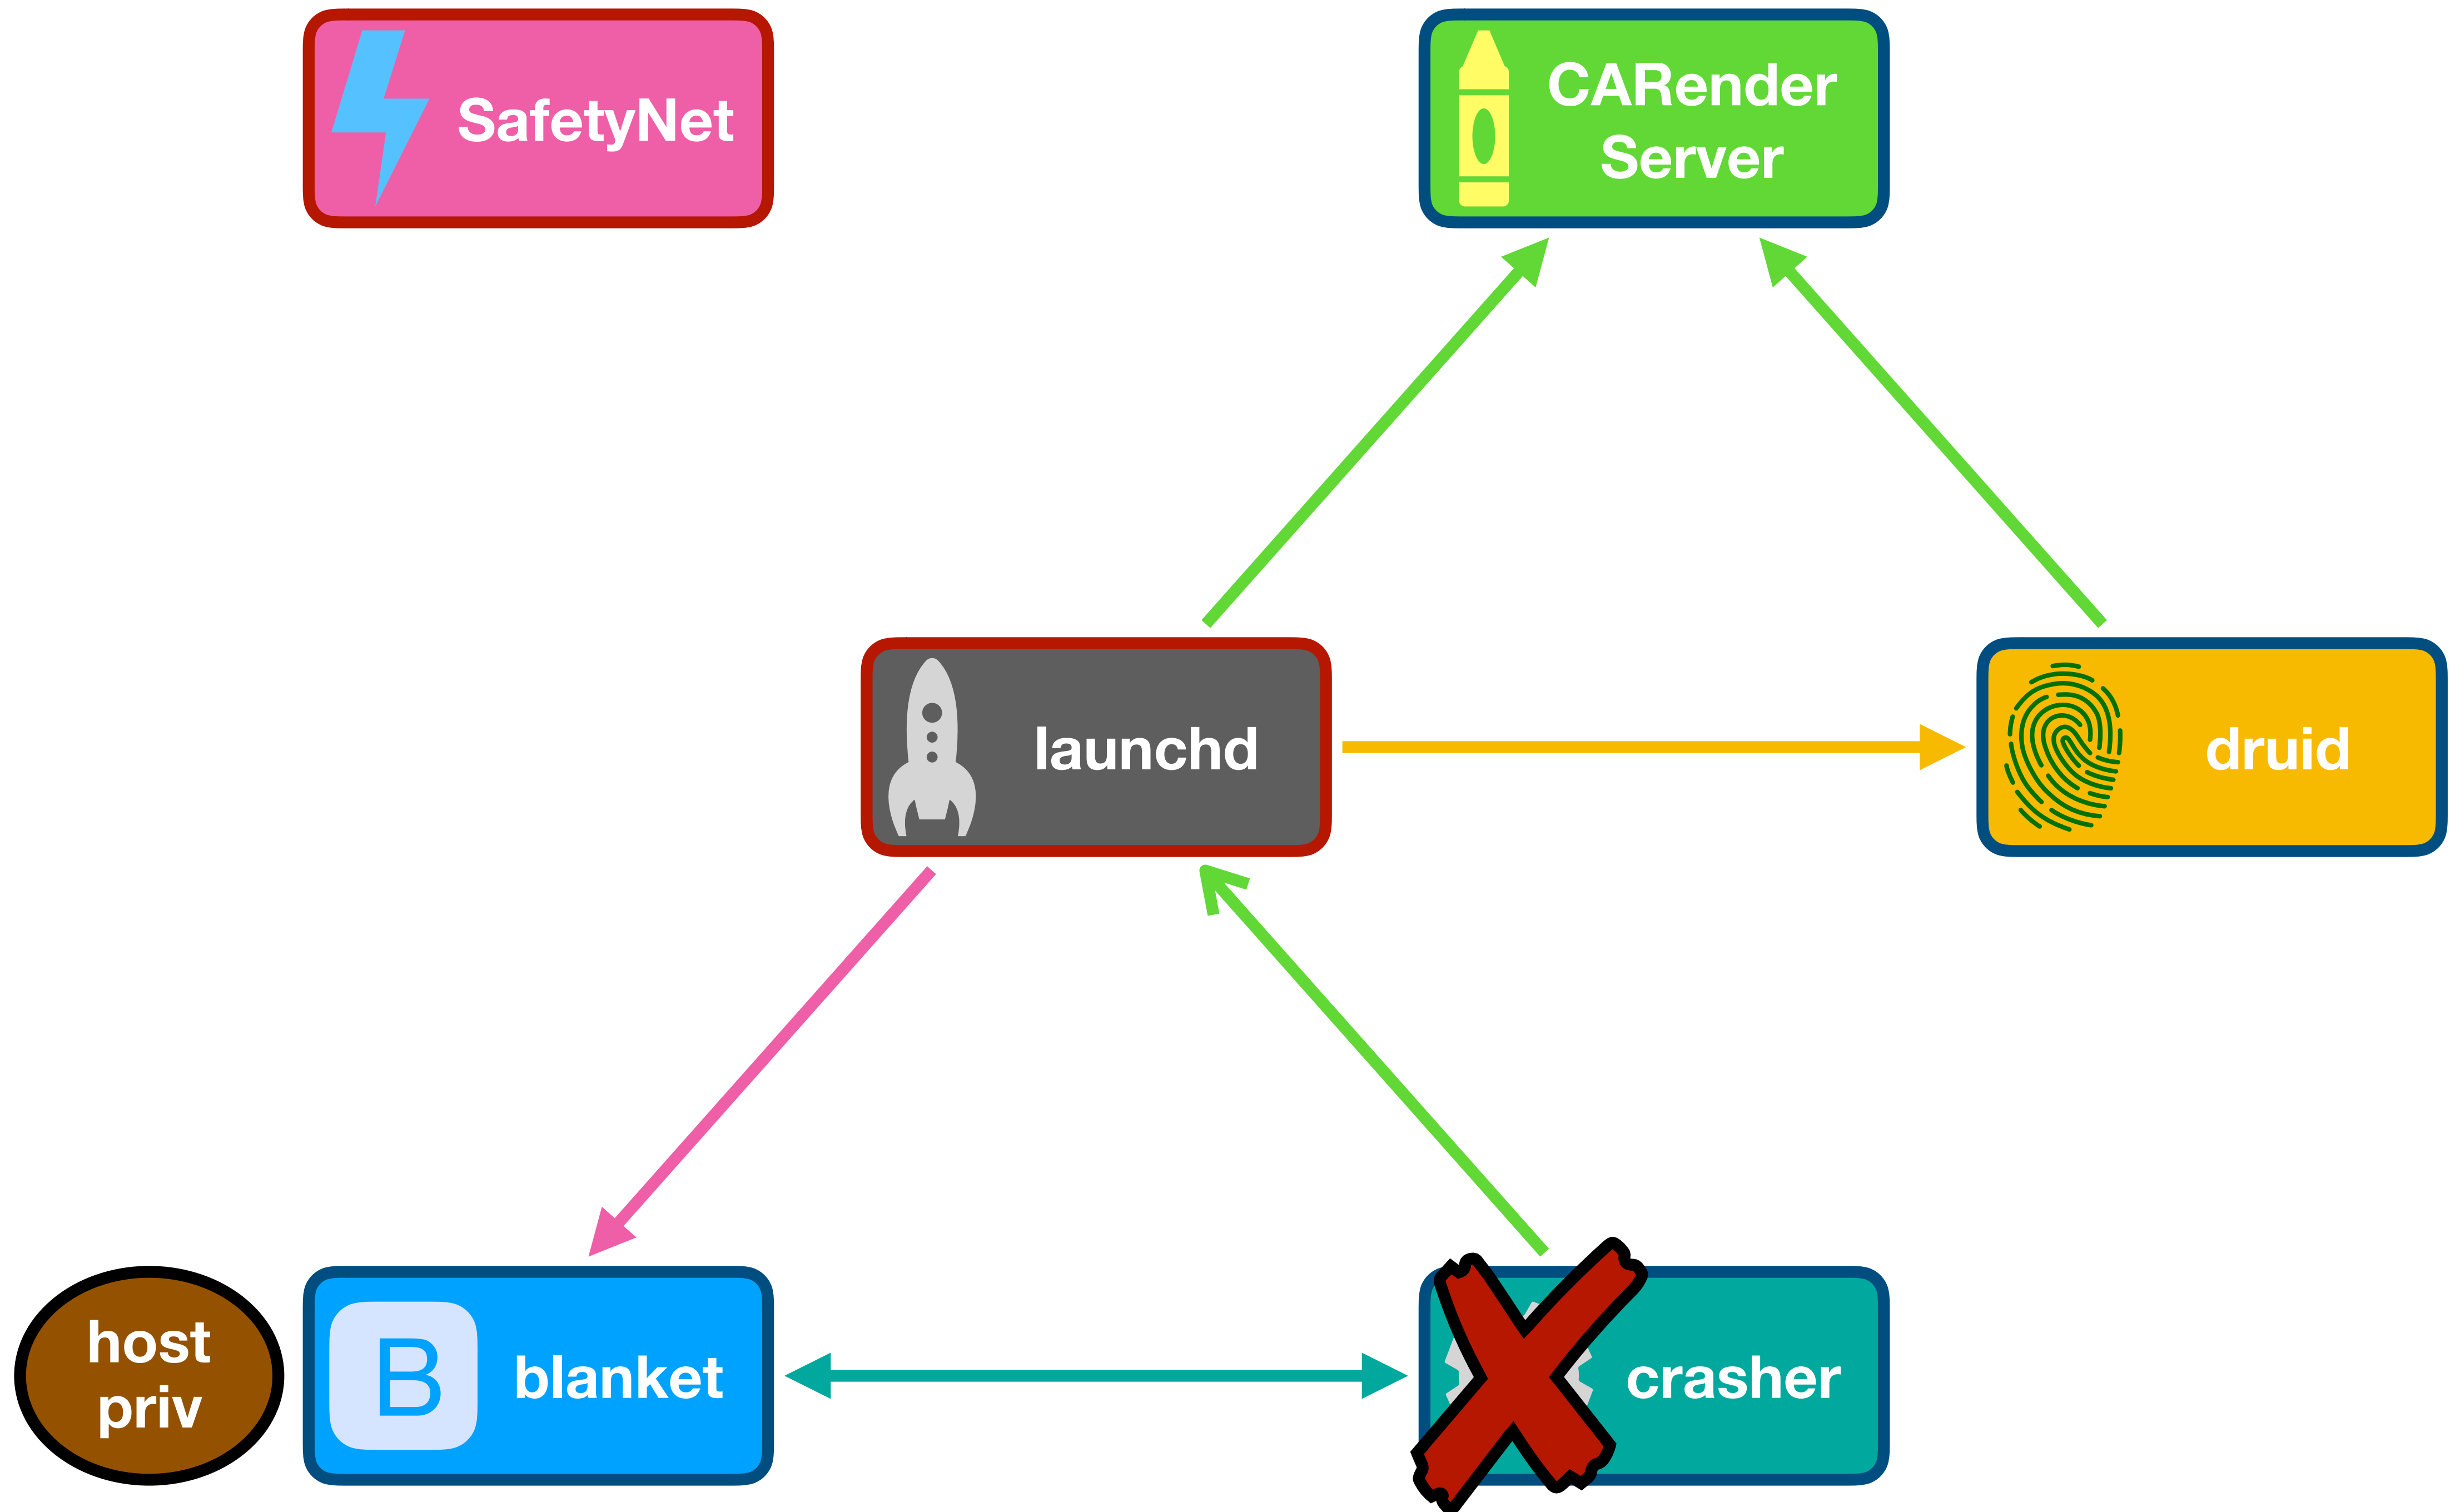 SafetyNet
CARender
Server
launchd
druid
host
priv
B
blanket
crasher